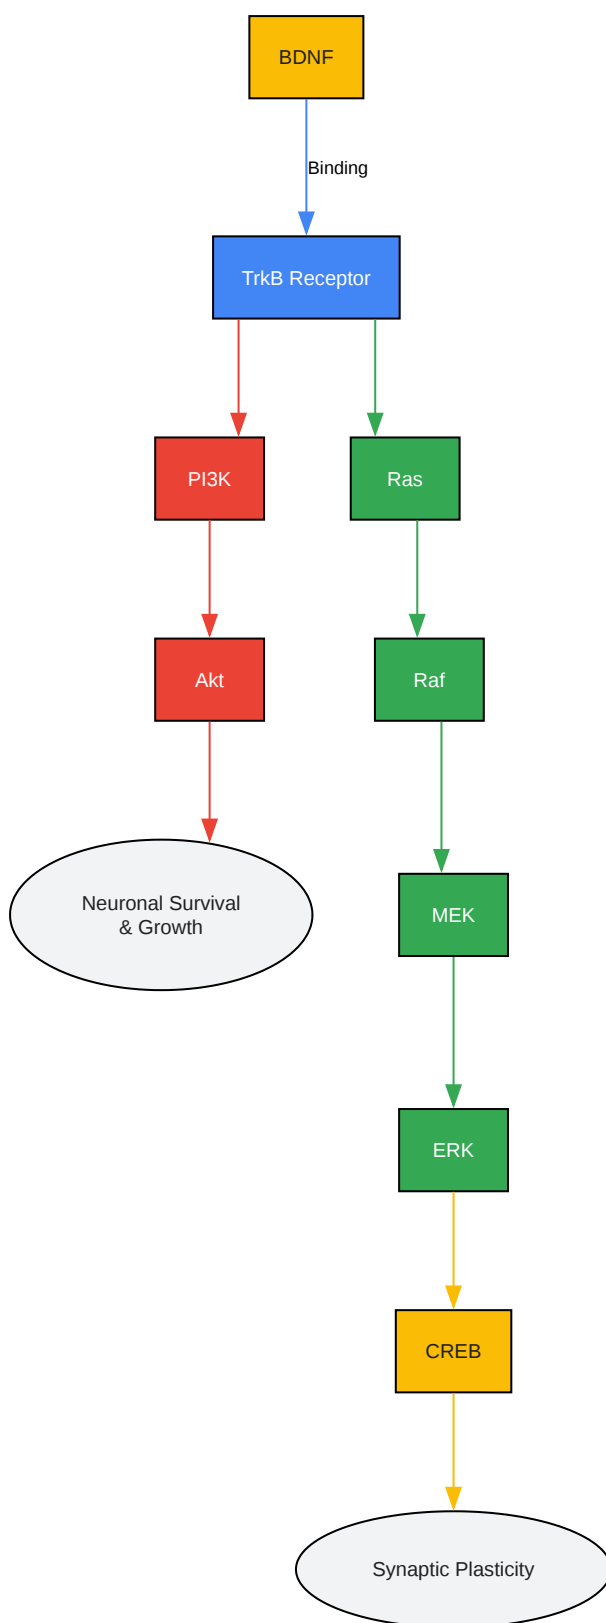 BDNF
Binding
TrkB Receptor
PI3K
Ras
Akt
Raf
Neuronal Survival
& Growth
MEK
ERK
CREB
Synaptic Plasticity